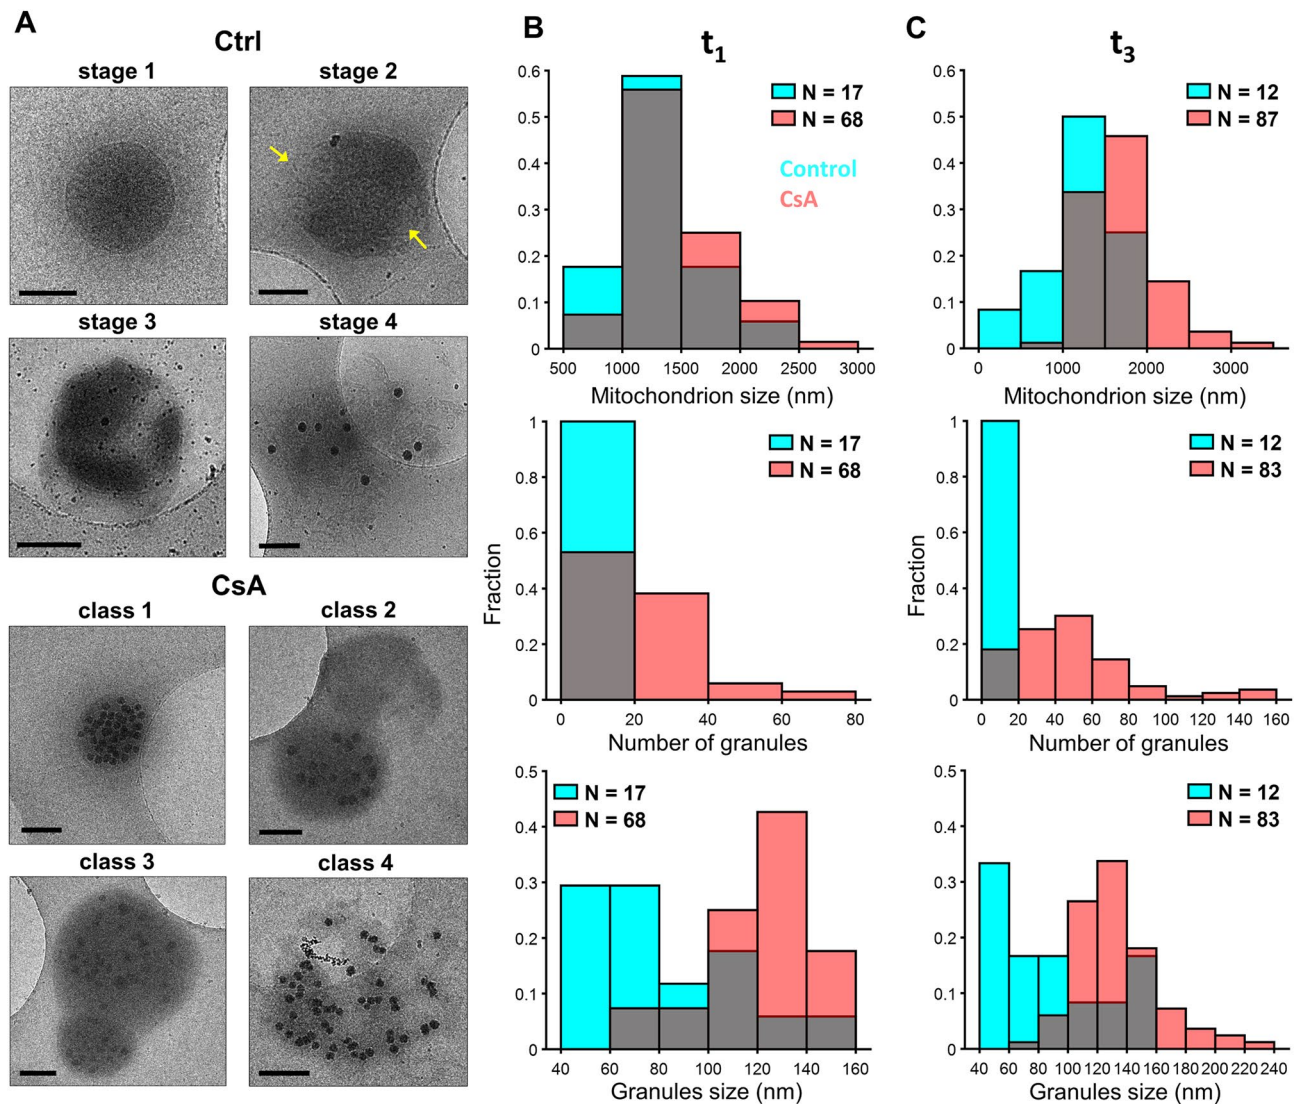 A
Ctrl
stage 1
stage 2
stage 3
stage 4
CsA
class 1
class 2
class 3
class 4
B
t1
0.6
0.5
0.4
0.3
0.2
0.1
0
N = 17
N = 68
Control
CsA
500 1000 1500 2000 2500 3000
Mitochondrion size (nm)
1
0.8
0.6
0.4
0.2
0
N = 17
N = 68
Fraction
0 20 40 60 80
Number of granules
0.5
0.4
0.3
0.2
0.1
0
N = 17
N = 68
40 60 80 100 120 140 160
Granules size (nm)
C
t3
0.6
0.5
0.4
0.3
0.2
0.1
0
N = 12
N = 87
0 1000 2000 3000
Mitochondrion size (nm)
1
0.8
0.6
0.4
0.2
0
N = 12
N = 83
Fraction
0 20 40 60 80 100 120 140 160
Number of granules
0.5
0.4
0.3
0.2
0.1
0
N = 12
N = 83
40 60 80 100 120 140 160 180 200 220 240
Granules size (nm)